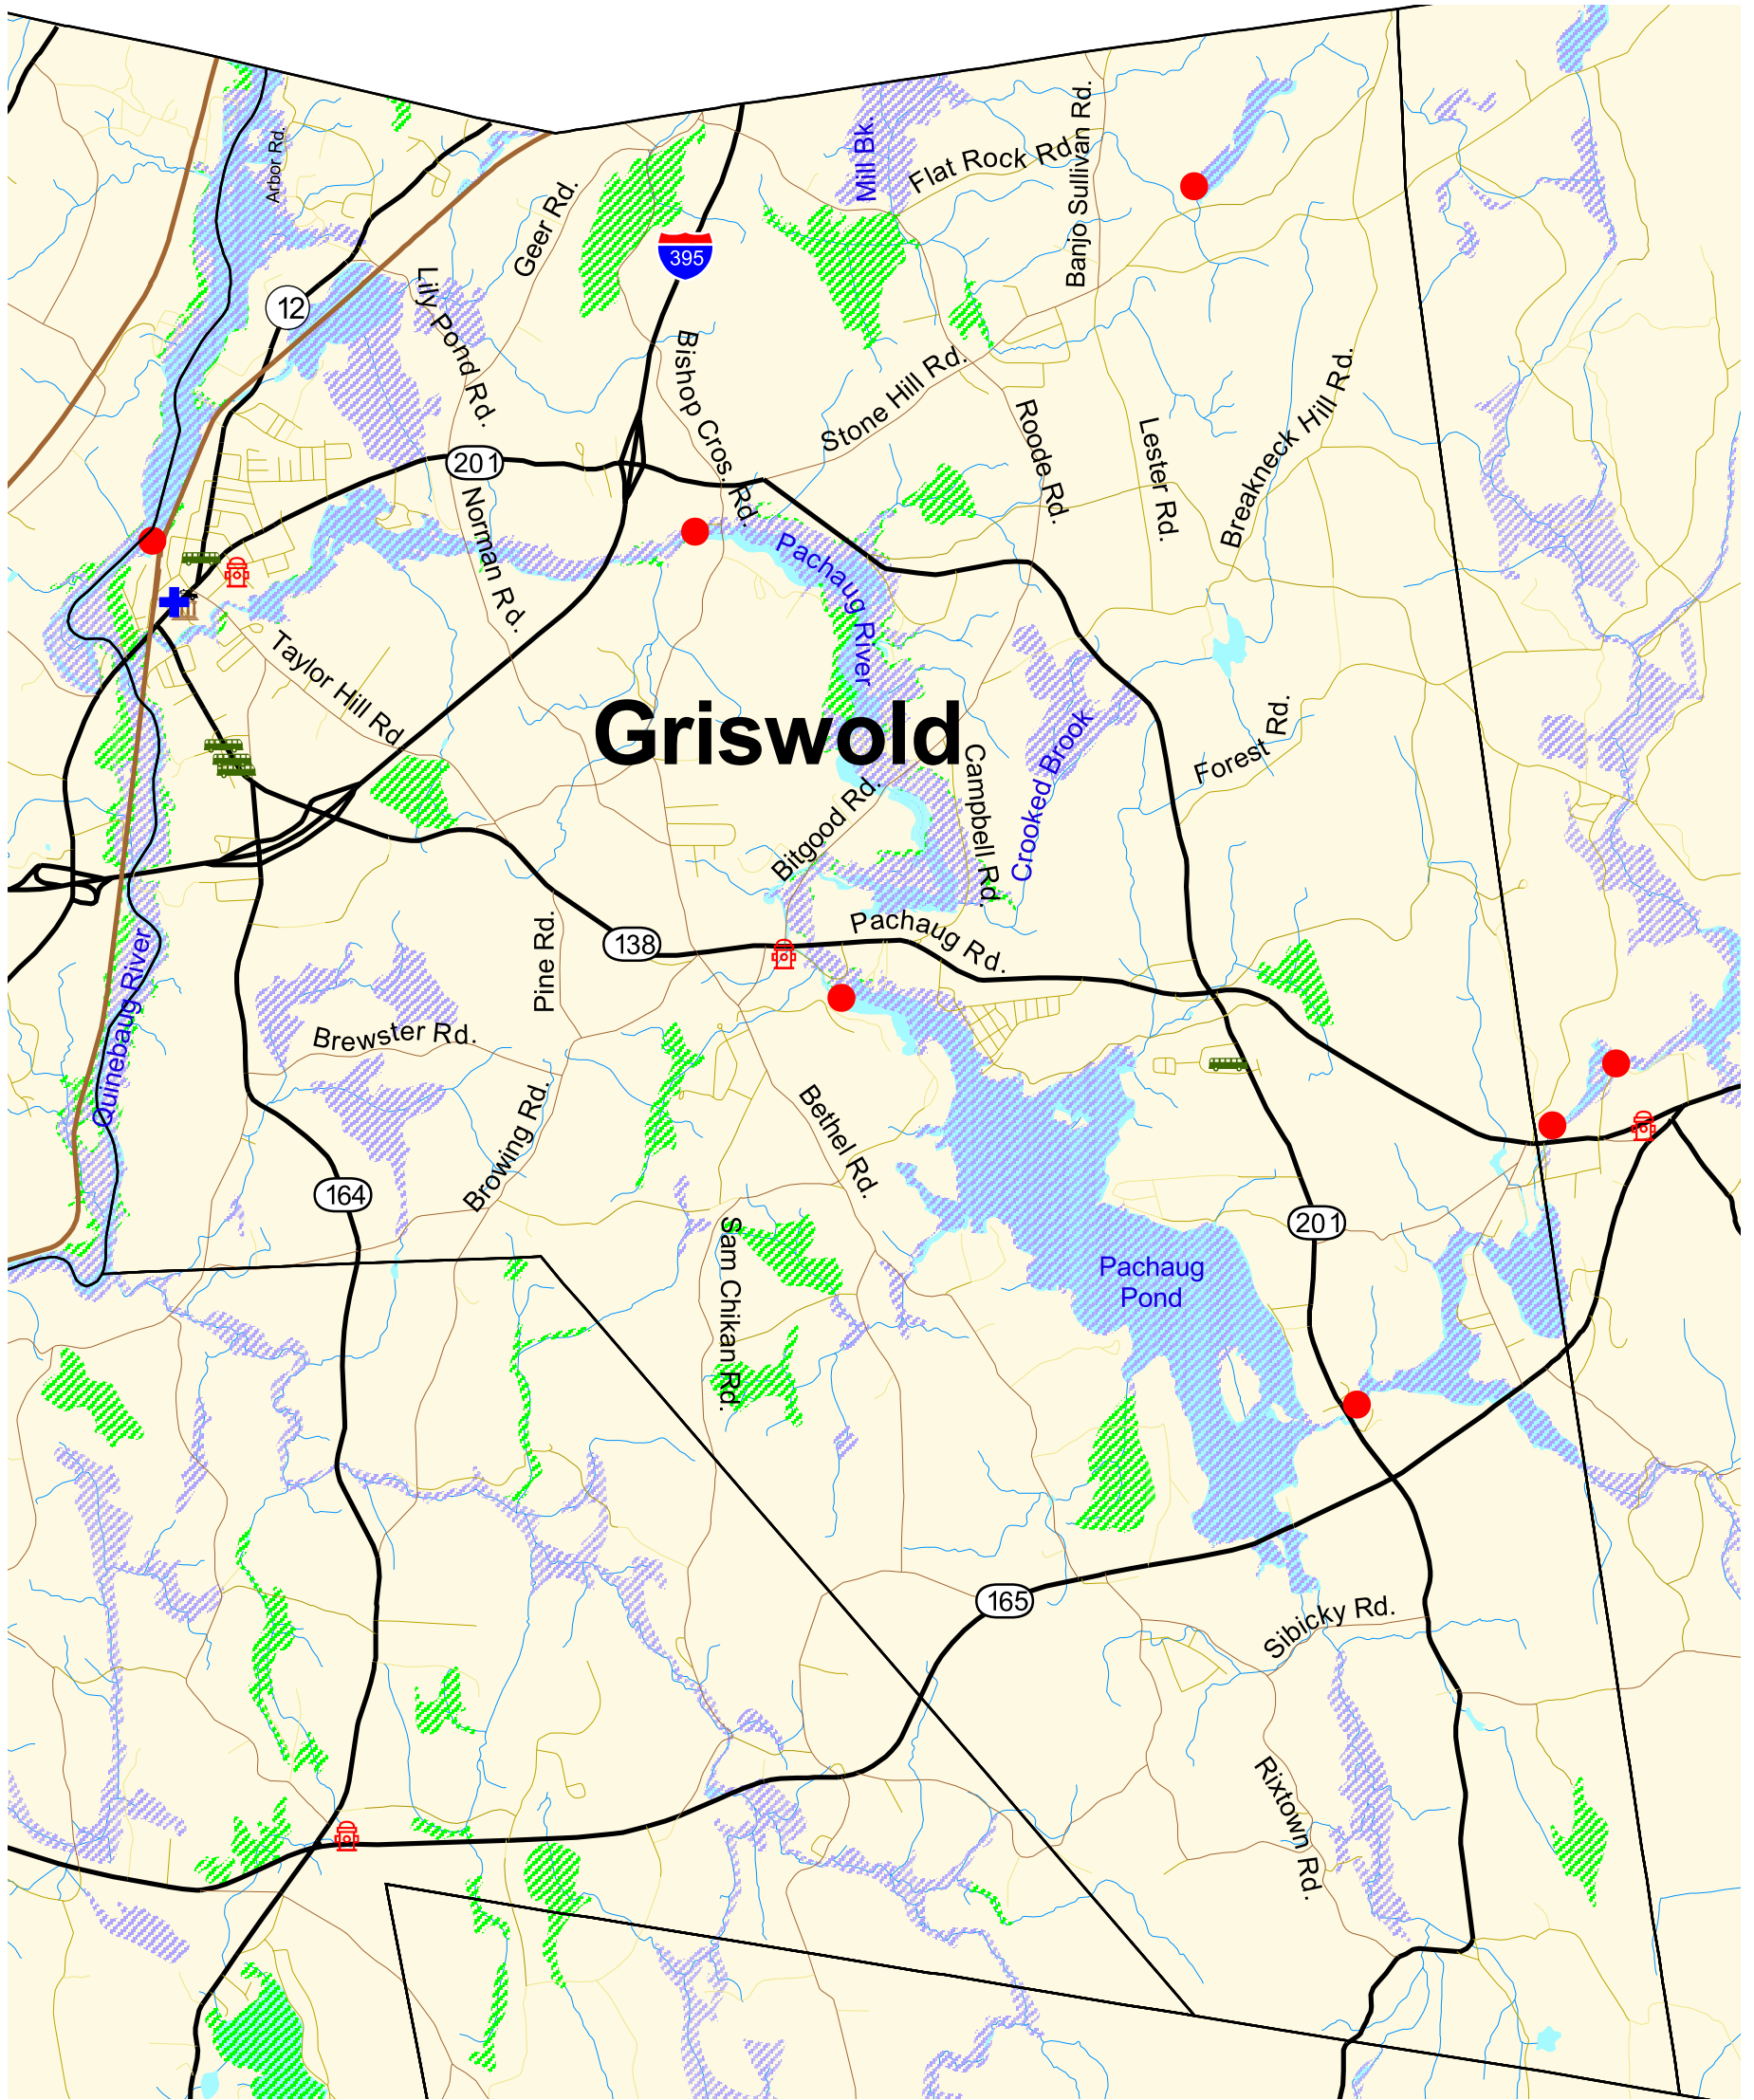 Arbor Rd.
Mill Bk.
Flat Rock Rd.
Banjo Sullivan Rd.
Geer Rd.
395
12
Lily Pond Rd.
Bishop Cros. Rd.
Stone Hill Rd.
Roode Rd.
Lester Rd.
Breakneck Hill Rd.
201
Norman Rd.
Pachaug River
Taylor Hill Rd
Griswold
Crooked Brook
Forest Rd.
Campbell Rd.
Bitgood Rd.
Pachaug Rd.
138
Pine Rd.
Quinebaug River
Brewster Rd.
Browing Rd.
Bethel Rd.
164
201
Sam Chikan Rd.
Pachaug
Pond
165
Sibicky Rd.
Rixtown Rd.